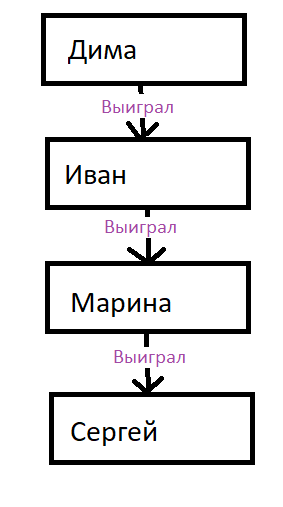 Дима
Выиграл
Иван
Выиграл
Марина
Выиграл
Сергей